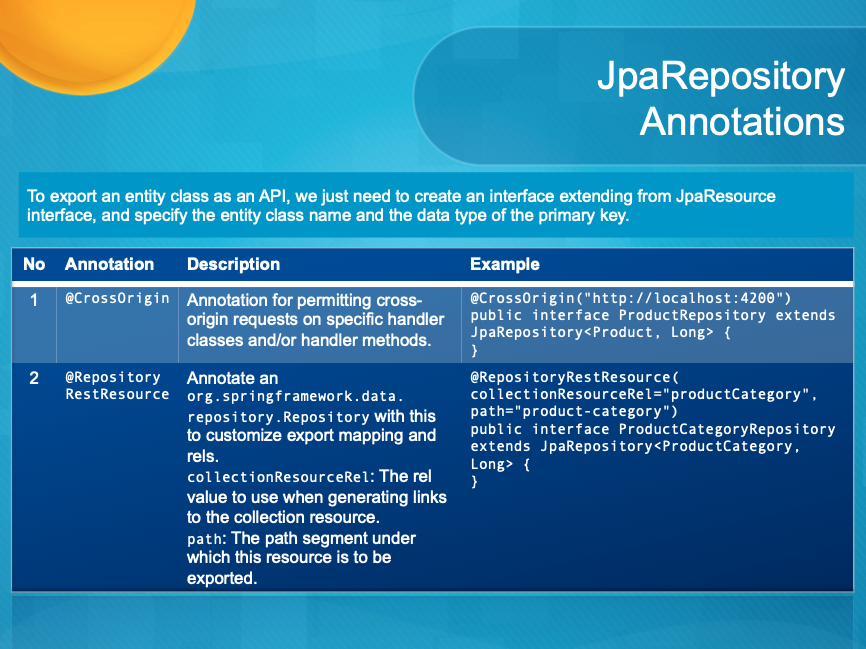 JpaRepository
Annotations
To export an entity class as an API, we just need to create an interface extending from JpaResource
interface, and specify the entity class name and the data type of the primary key.
No Annotation Description Example
1 @CrossOrigin Annotation for permitting cross-
origin requests on specific handler
classes and/or handler methods.
@CrossOrigin("http://localhost:4200")
public interface ProductRepository extends
JpaRepository<Product, Long> {
}
2 @Repository
RestResource
Annotate an
org.springframework.data.
repository.Repository with this
to customize export mapping and
rels.
collectionResourceRel: The rel
value to use when generating links
to the collection resource.
path: The path segment under
which this resource is to be
exported.
@RepositoryRestResource(
collectionResourceRel="productCategory",
path="product-category")
public interface ProductCategoryRepository
extends JpaRepository<ProductCategory,
Long> {
}